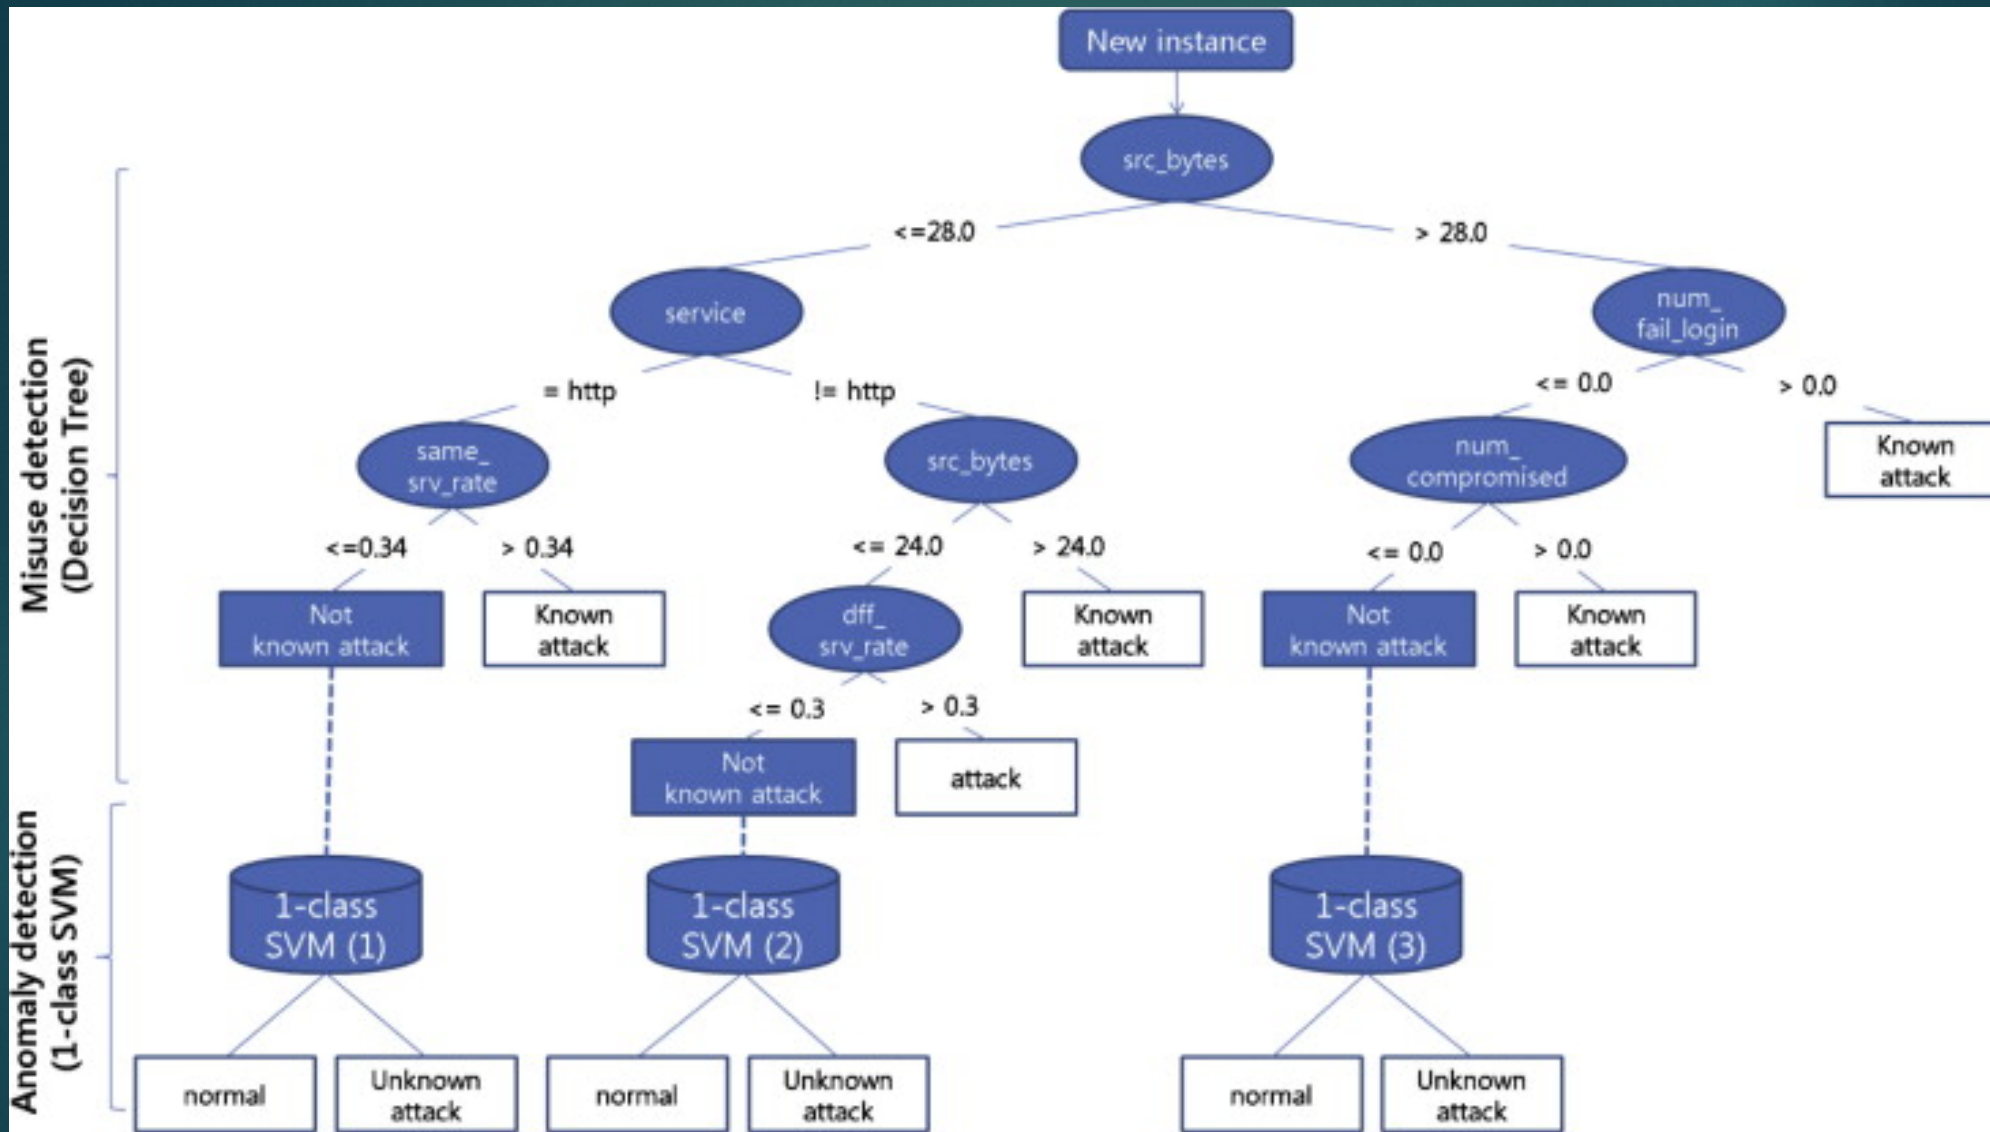 New instance
src_bytes
<=28.0
> 28.0
service
num_
fail_login
= http
!= http
<= 0.0
> 0.0
same_
srv_rate
src_bytes
num_
compromised
Known
attack
<=0.34
> 0.34
<= 24.0
> 24.0
<= 0.0
> 0.0
Not
known attack
Known
attack
dff_
srv_rate
Known
attack
Not
known attack
Known
attack
<= 0.3
> 0.3
Not
known attack
attack
Misuse detection
(Decision Tree)
1-class
SVM (1)
1-class
SVM (2)
1-class
SVM (3)
normal
Unknown
attack
normal
Unknown
attack
normal
Unknown
attack
Anomaly detection
(1-class SVM)